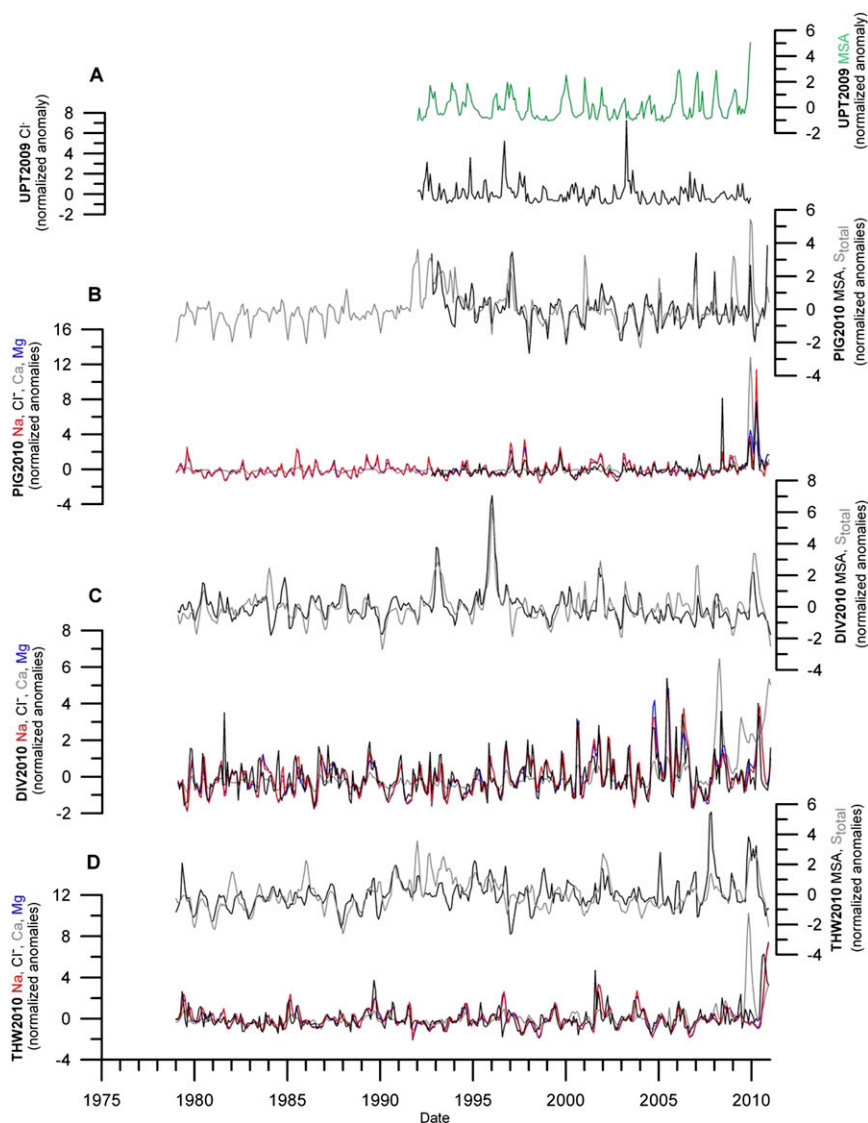 A
6
4
2
0
-2
UPT2009 MSA
(normalized anomaly)
8
6
4
2
0
-2
UPT2009 Cl-
(normalized anomaly)
B
6
4
2
0
-2
-4
PIG2010 MSA, Stotal
(normalized anomalies)
16
12
8
4
0
-4
PIG2010 Na, Cl-, Ca, Mg
(normalized anomalies)
C
8
6
4
2
0
-2
-4
DIV2010 MSA, Stotal
(normalized anomalies)
8
6
4
2
0
-2
DIV2010 Na, Cl-, Ca, Mg
(normalized anomalies)
D
6
4
2
0
-2
-4
THW2010 MSA, Stotal
(normalized anomalies)
12
8
4
0
-4
THW2010 Na, Cl-, Ca, Mg
(normalized anomalies)
1975 1980 1985 1990 1995 2000 2005 2010
Date